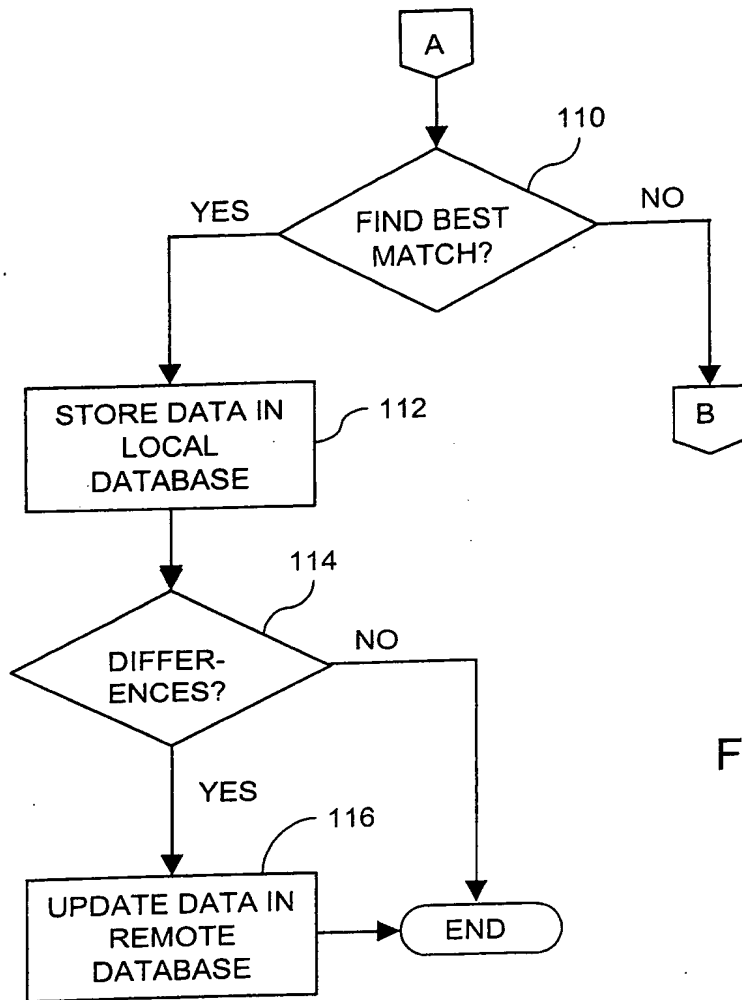 A
110
YES
NO
FIND BEST
MATCH?
STORE DATA IN
LOCAL
DATABASE
112
B
114
NO
DIFFER-
ENCES?
F
YES
116
UPDATE DATA IN
REMOTE
DATABASE
END